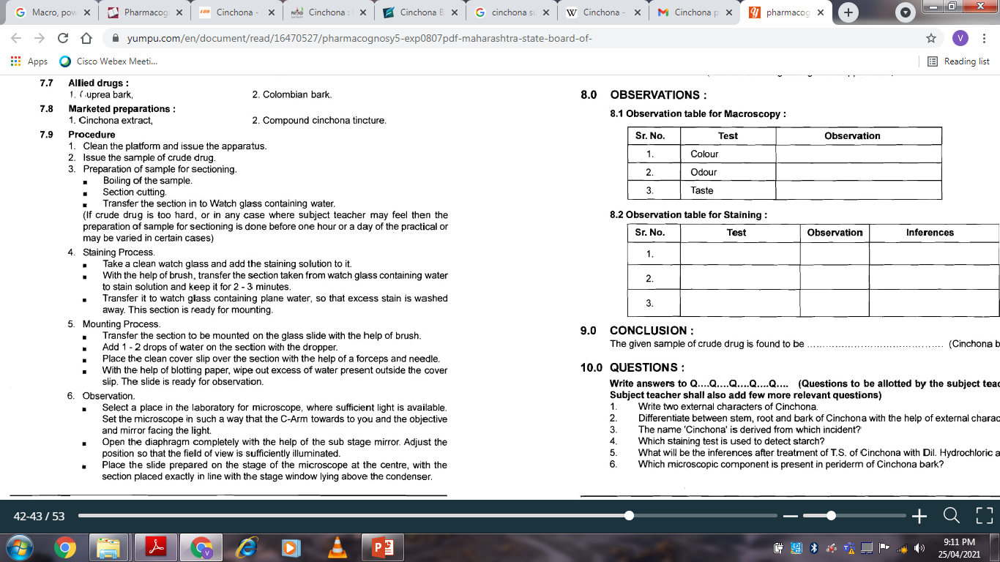 Macro, pow
Pharmacog
Cinchona -
Cinchona :
Cinchona B
cinchona su
Cinchona -
Cinchona p
pharmacog
yumpu.com/en/document/read/16470527/pharmacognosy5-exp0807pdf-maharashtra-state-board-of-
V
Apps
Cisco Webex Meeti...
Reading list
7.7 Allied drugs :
1. Cuprea bark,
2. Colombian bark.
7.8 Marketed preparations :
1. Cinchona extract,
2. Compound cinchona tincture.
7.9 Procedure
1. Clean the platform and issue the apparatus.
2. Issue the sample of crude drug.
3. Preparation of sample for sectioning.
▪ Boiling of the sample.
▪ Section cutting.
▪ Transfer the section in to Watch glass containing water.
(If crude drug is too hard, or in any case where subject teacher may feel then the
preparation of sample for sectioning is done before one hour or a day of the practical or
may be varied in certain cases)
4. Staining Process.
▪ Take a clean watch glass and add the staining solution to it.
▪ With the help of brush, transfer the section taken from watch glass containing water
to stain solution and keep it for 2 - 3 minutes.
▪ Transfer it to watch glass containing plane water, so that excess stain is washed
away. This section is ready for mounting.
5. Mounting Process.
▪ Transfer the section to be mounted on the glass slide with the help of brush.
▪ Add 1 - 2 drops of water on the section with the dropper.
▪ Place the clean cover slip over the section with the help of a forceps and needle.
▪ With the help of blotting paper, wipe out excess of water present outside the cover
slip. The slide is ready for observation.
6. Observation.
▪ Select a place in the laboratory for microscope, where sufficient light is available.
Set the microscope in such a way that the C-Arm towards to you and the objective
and mirror facing the light.
▪ Open the diaphragm completely with the help of the sub stage mirror. Adjust the
position so that the field of view is sufficiently illuminated.
▪ Place the slide prepared on the stage of the microscope at the centre, with the
section placed exactly in line with the stage window lying above the condenser.
8.0 OBSERVATIONS :
8.1 Observation table for Macroscopy :
Sr. No. Test Observation
1. Colour
2. Odour
3. Taste
8.2 Observation table for Staining :
Sr. No. Test Observation Inferences
1.
2.
3.
9.0 CONCLUSION :
The given sample of crude drug is found to be ........................................ (Cinchona b
10.0 QUESTIONS :
Write answers to Q....Q....Q....Q....Q.... (Questions to be allotted by the subject tea
Subject teacher shall also add few more relevant questions)
1. Write two external characters of Cinchona.
2. Differentiate between stem, root and bark of Cinchona with the help of external charac
3. The name 'Cinchona' is derived from which incident?
4. Which staining test is used to detect starch?
5. What will be the inferences after treatment of T.S. of Cinchona with Dil. Hydrochloric a
6. Which microscopic component is present in periderm of Cinchona bark?
42-43 / 53
9:11 PM
25/04/2021